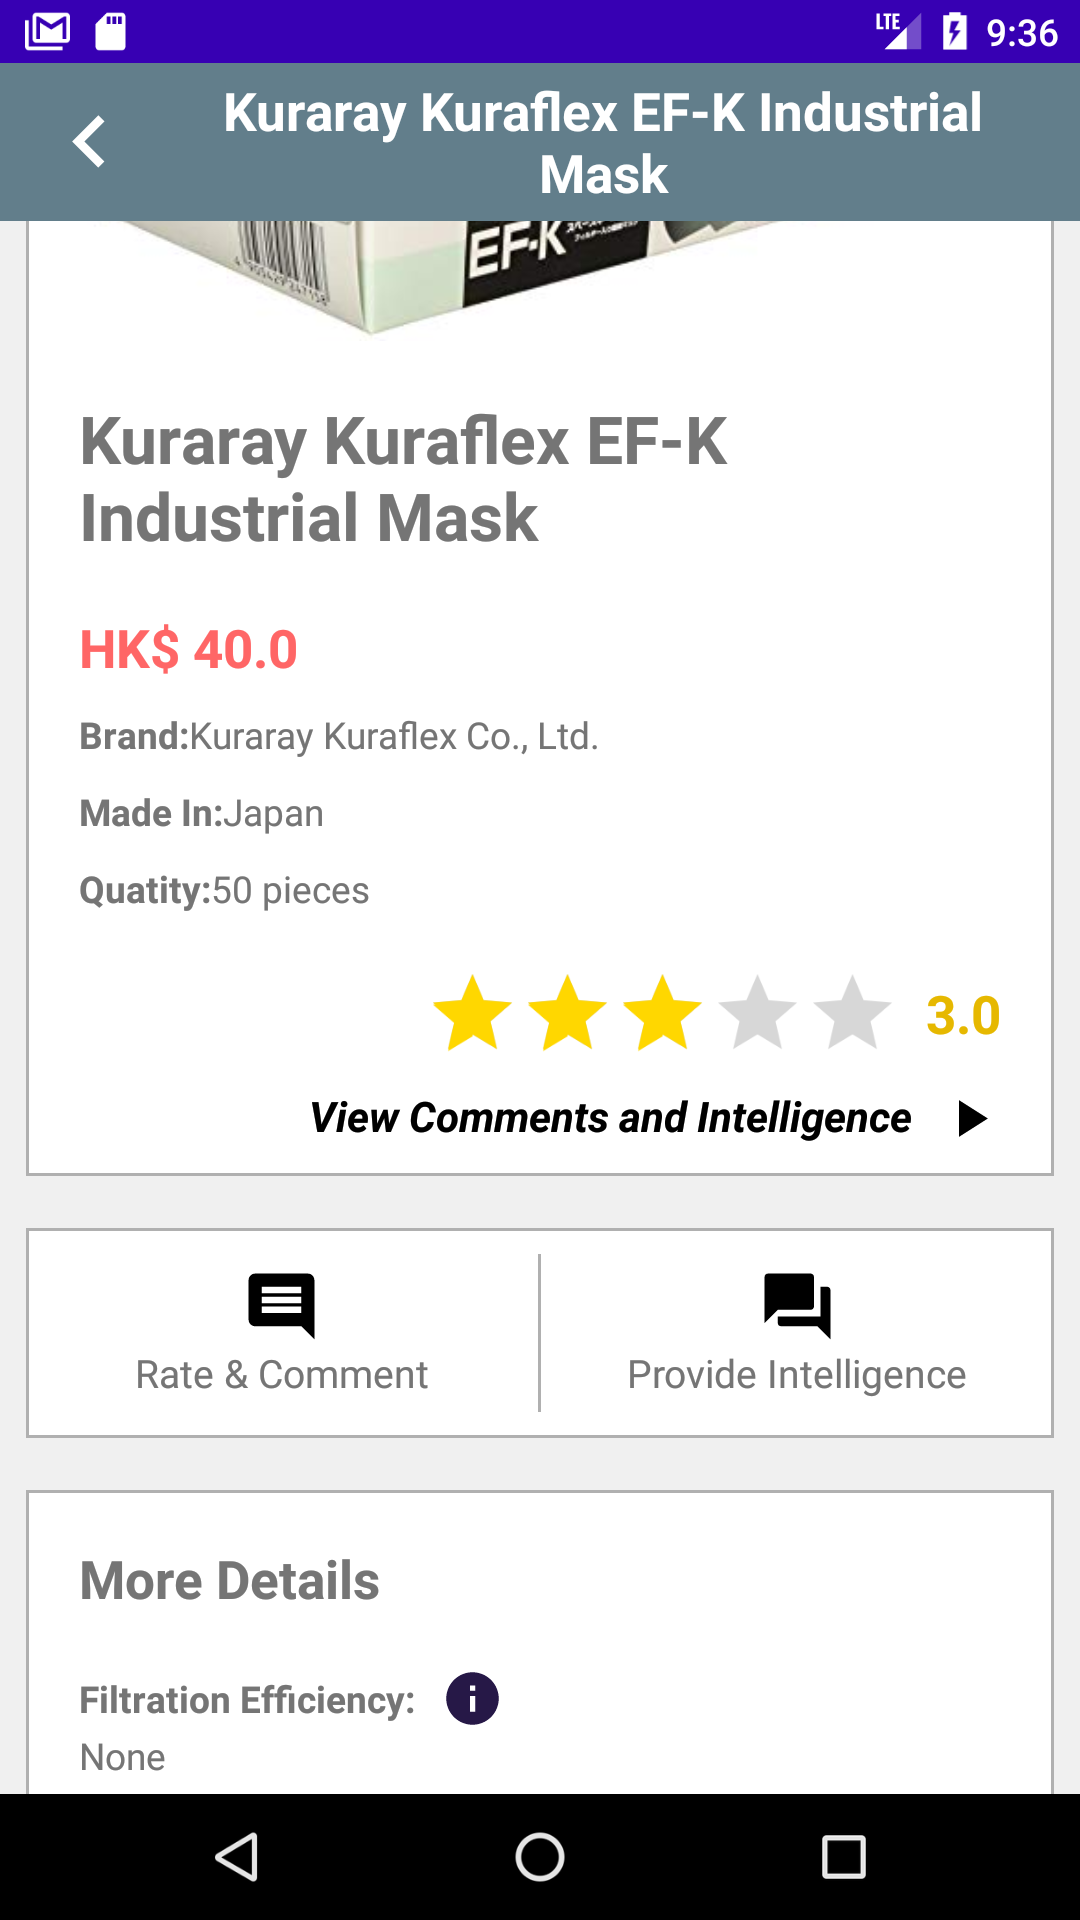 LTE 9:36
Kuraray Kuraflex EF-K Industrial
Mask
EF-K
Kuraray Kuraflex EF-K
Industrial Mask
HK$ 40.0
Brand:Kuraray Kuraflex Co., Ltd.
Made In:Japan
Quatity:50 pieces
3.0
View Comments and Intelligence
Rate & Comment
Provide Intelligence
More Details
Filtration Efficiency:
None